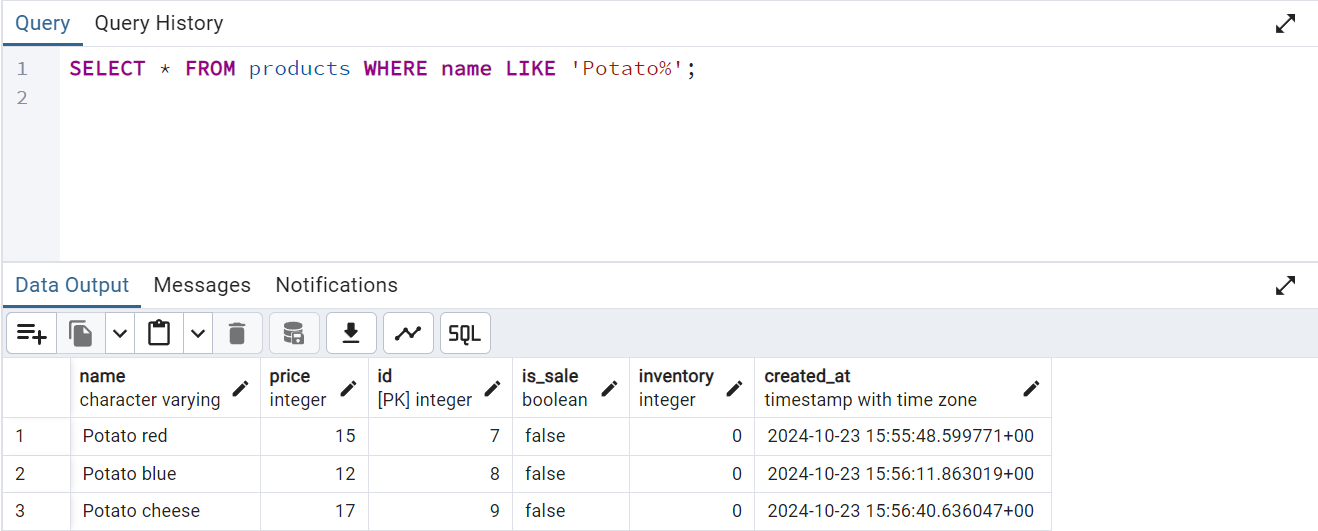 Query Query History
1 SELECT * FROM products WHERE name LIKE 'Potato%';
2
Data Output Messages Notifications
SQL
name price id is_sale inventory created_at
character varying integer [PK] integer boolean integer timestamp with time zone
1 Potato red 15 7 false 0 2024-10-23 15:55:48.599771+00
2 Potato blue 12 8 false 0 2024-10-23 15:56:11.863019+00
3 Potato cheese 17 9 false 0 2024-10-23 15:56:40.636047+00